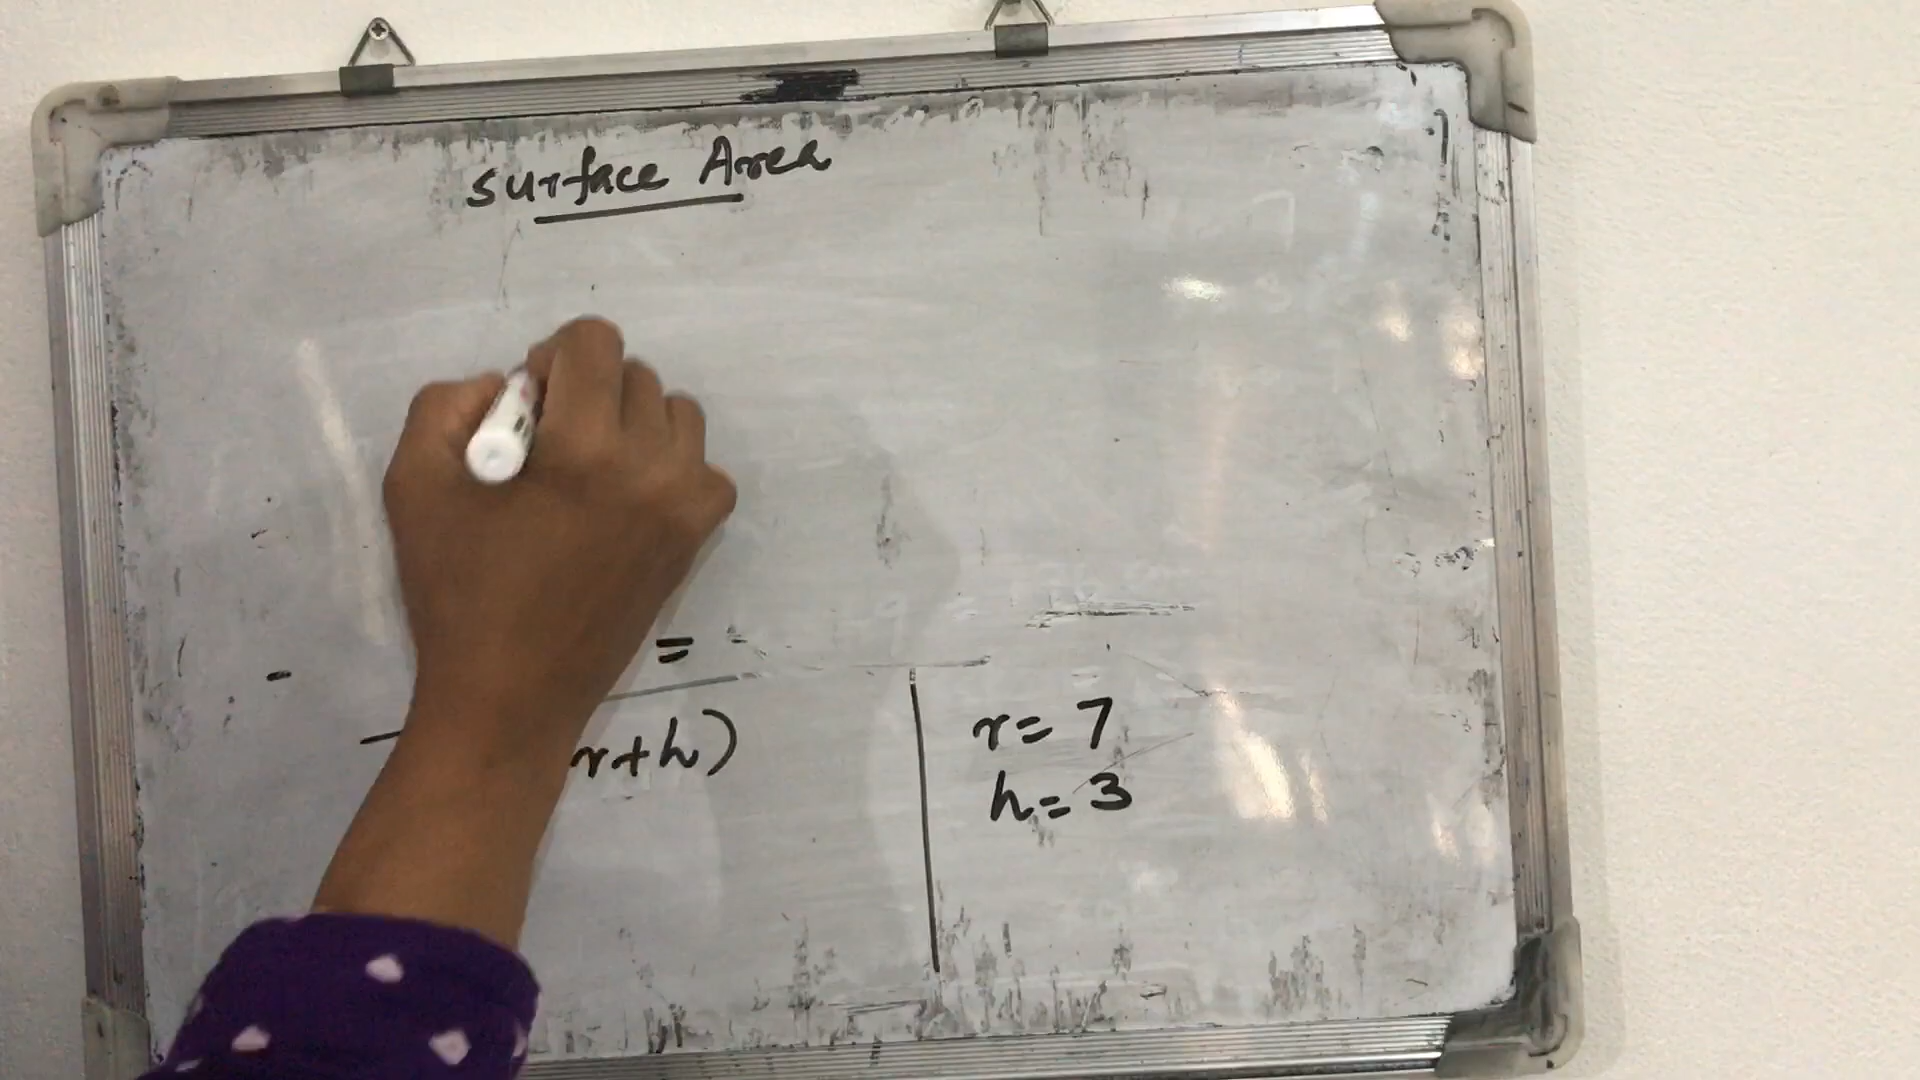 Surface Area
=
r+h)
r= 7
h= 3